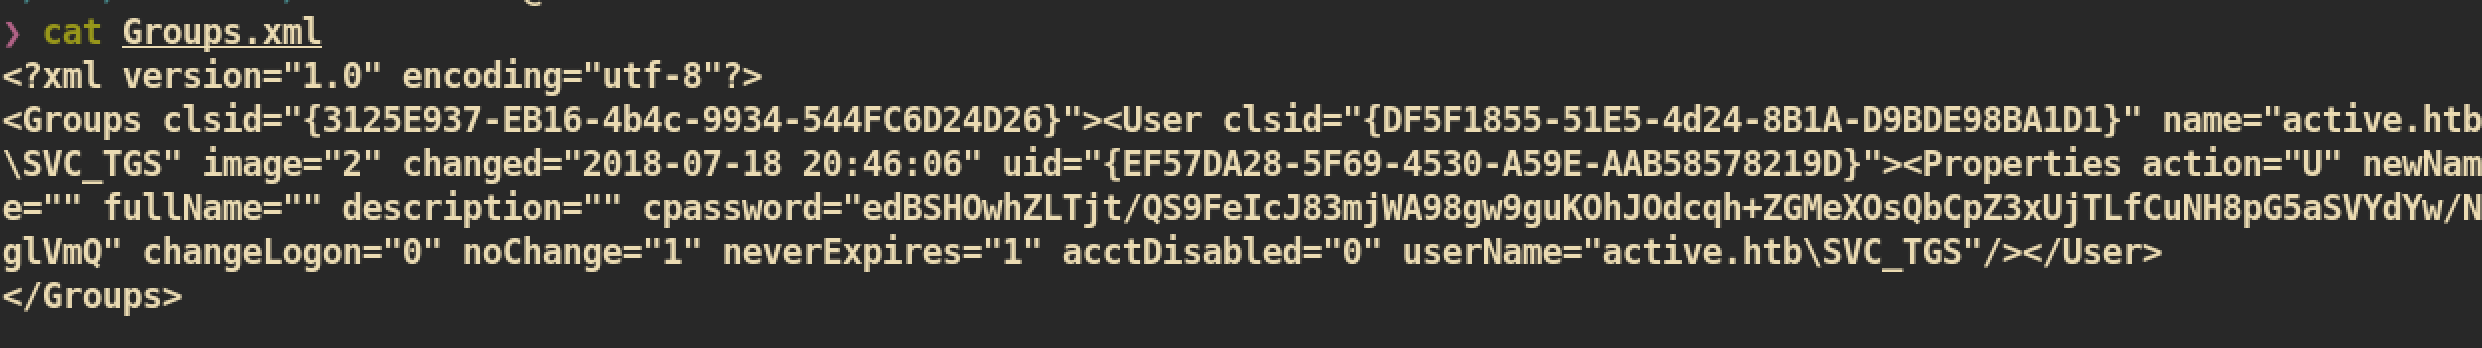 ❯ cat Groups.xml
<?xml version="1.0" encoding="utf-8"?>
<Groups clsid="{3125E937-EB16-4b4c-9934-544FC6D24D26}"><User clsid="{DF5F1855-51E5-4d24-8B1A-D9BDE98BA1D1}" name="active.htb
\SVC_TGS" image="2" changed="2018-07-18 20:46:06" uid="{EF57DA28-5F69-4530-A59E-AAB58578219D}"><Properties action="U" newNam
e="" fullName="" description="" cpassword="edBSHOwhZLTjt/QS9FeIcJ83mjWA98gw9guKOhJOdcqh+ZGMeXOsQbCpZ3xUjTLfCuNH8pG5aSVYdYw/N
glVmQ" changeLogon="0" noChange="1" neverExpires="1" acctDisabled="0" userName="active.htb\SVC_TGS"/></User>
</Groups>